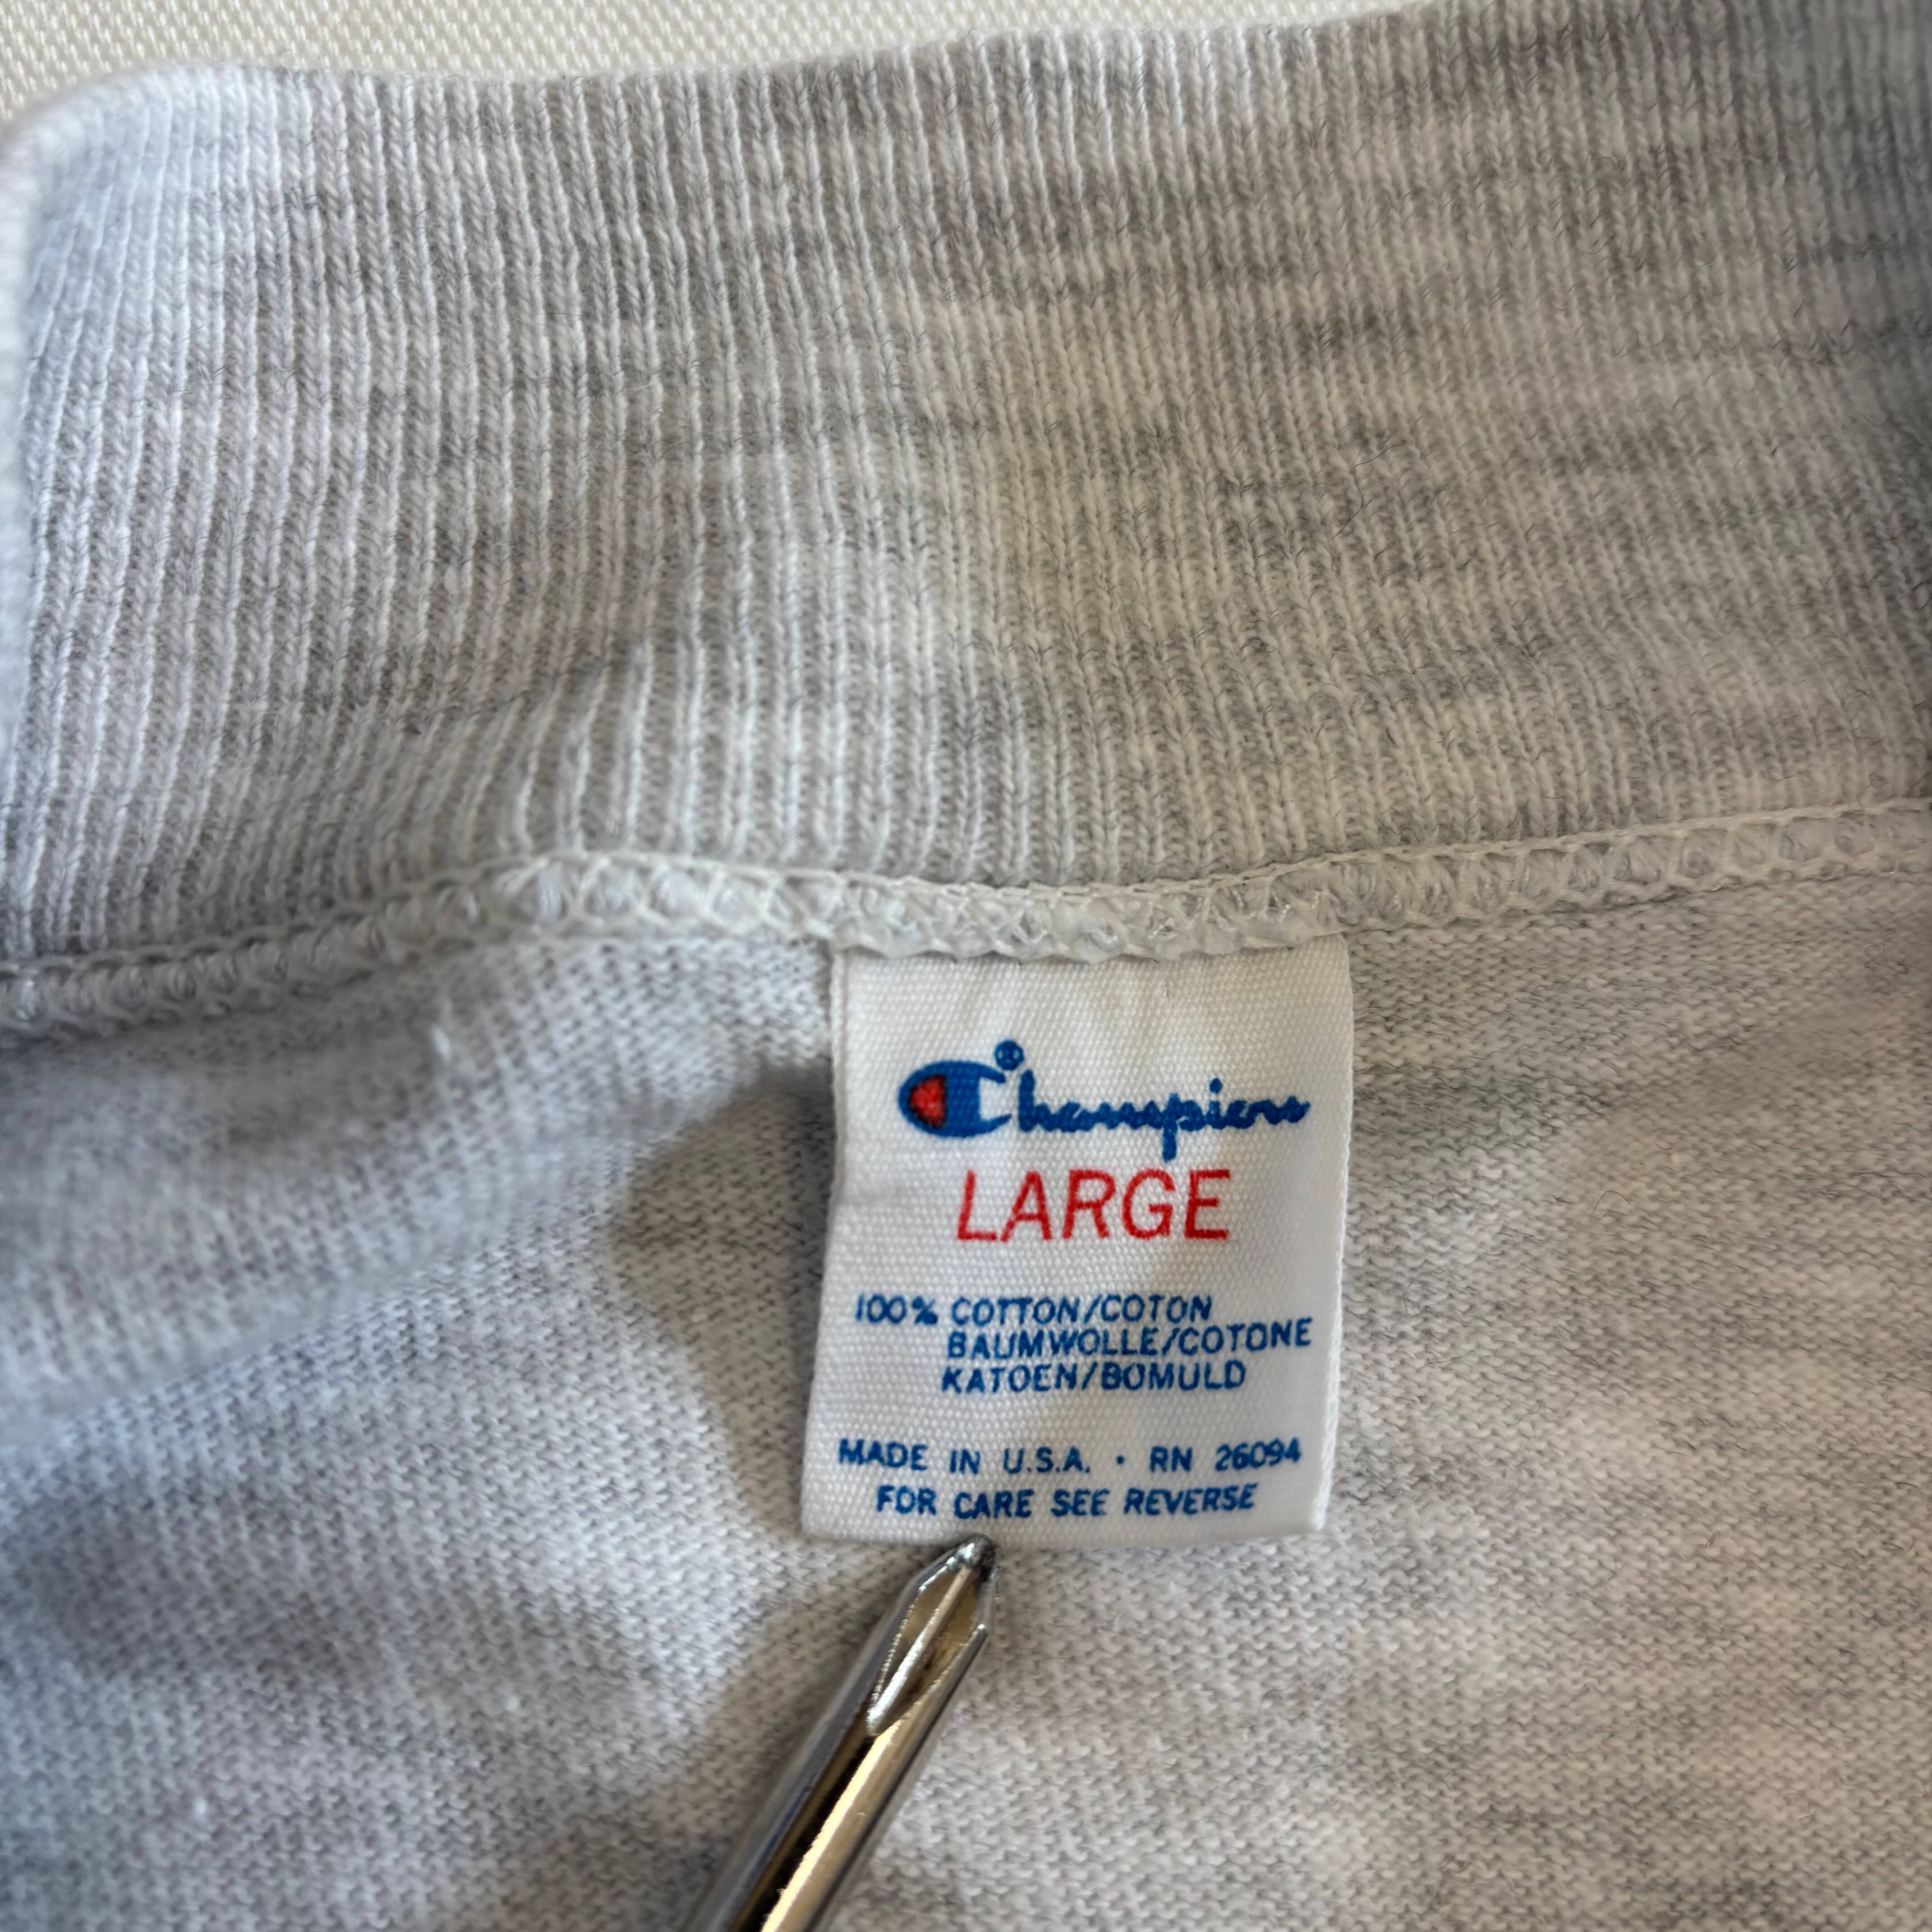 Champion®
LARGE
100% COTTON/COTON
BAUMWOLLE/COTONE
KATOEN/BOMULD
MADE IN U.S.A. · RN 26094
FOR CARE SEE REVERSE